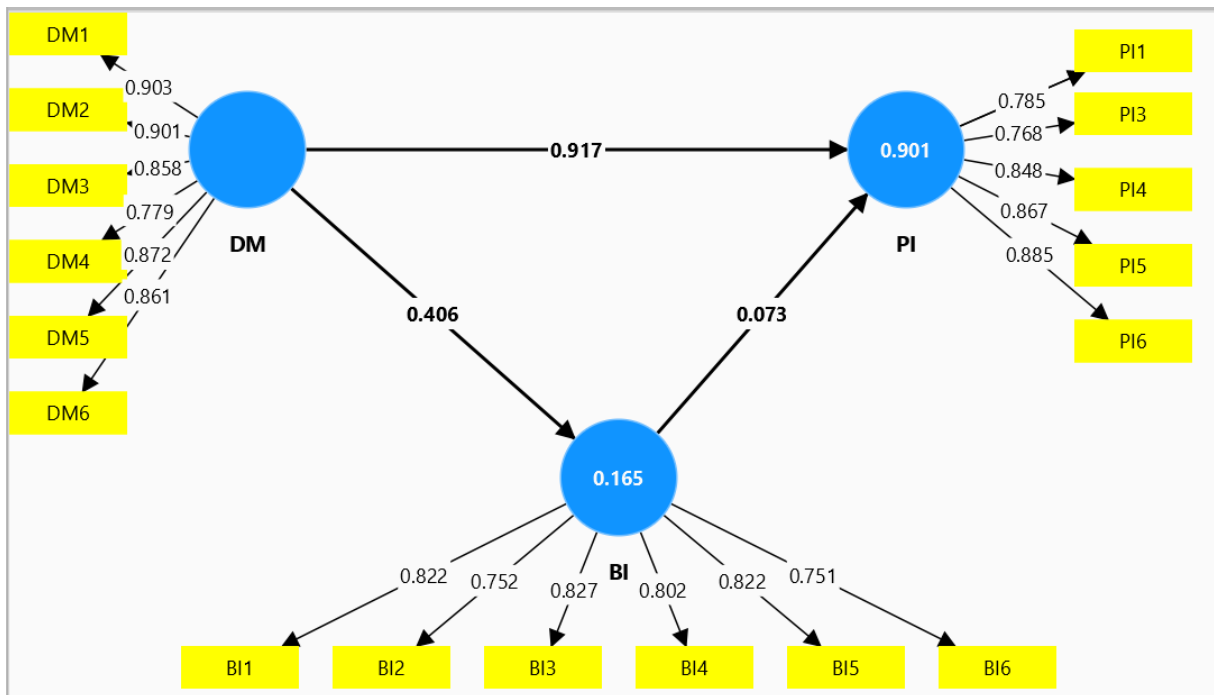 DM1
DM2
DM3
DM4
DM5
DM6
0.903
0.901
0.858
0.779
0.872
0.861
DM
0.917
0.406
0.073
0.901
PI
0.785
0.768
0.848
0.867
0.885
PI1
PI3
PI4
PI5
PI6
0.165
BI
0.822
0.752
0.827
0.802
0.822
0.751
BI1
BI2
BI3
BI4
BI5
BI6